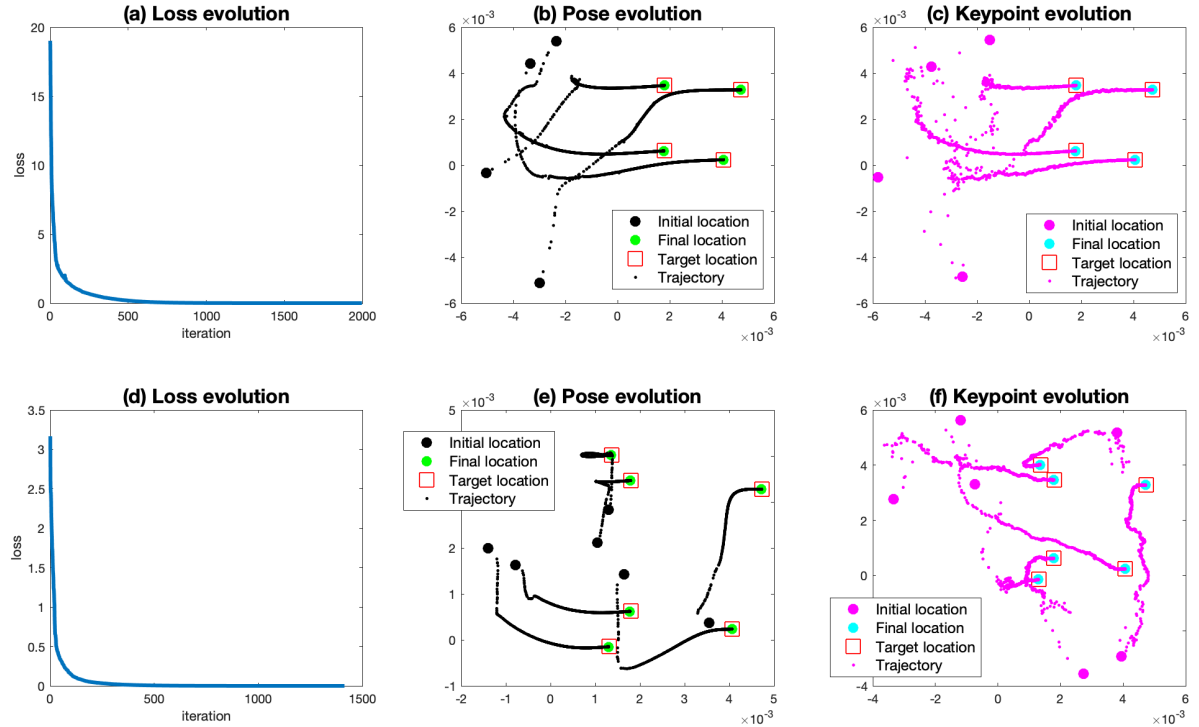 (a) Loss evolution
20
15
10
5
0
loss
0 500 1000 1500 2000
iteration
(b) Pose evolution
×10⁻³
6
4
2
0
-2
-4
-6
-6 -4 -2 0 2 4 6
×10⁻³
Initial location
Final location
Target location
Trajectory
(c) Keypoint evolution
×10⁻³
6
4
2
0
-2
-4
-6
-6 -4 -2 0 2 4 6
×10⁻³
Initial location
Final location
Target location
Trajectory
(d) Loss evolution
3.5
3
2.5
2
1.5
1
0.5
0
loss
0 500 1000 1500
iteration
(e) Pose evolution
×10⁻³
5
2
1
0
-1
-2 -1 0 1 2 3 4 5
×10⁻³
Initial location
Final location
Target location
Trajectory
(f) Keypoint evolution
×10⁻³
6
4
2
0
-4
-4 -2 0 2 4 6
×10⁻³
Initial location
Final location
Target location
Trajectory